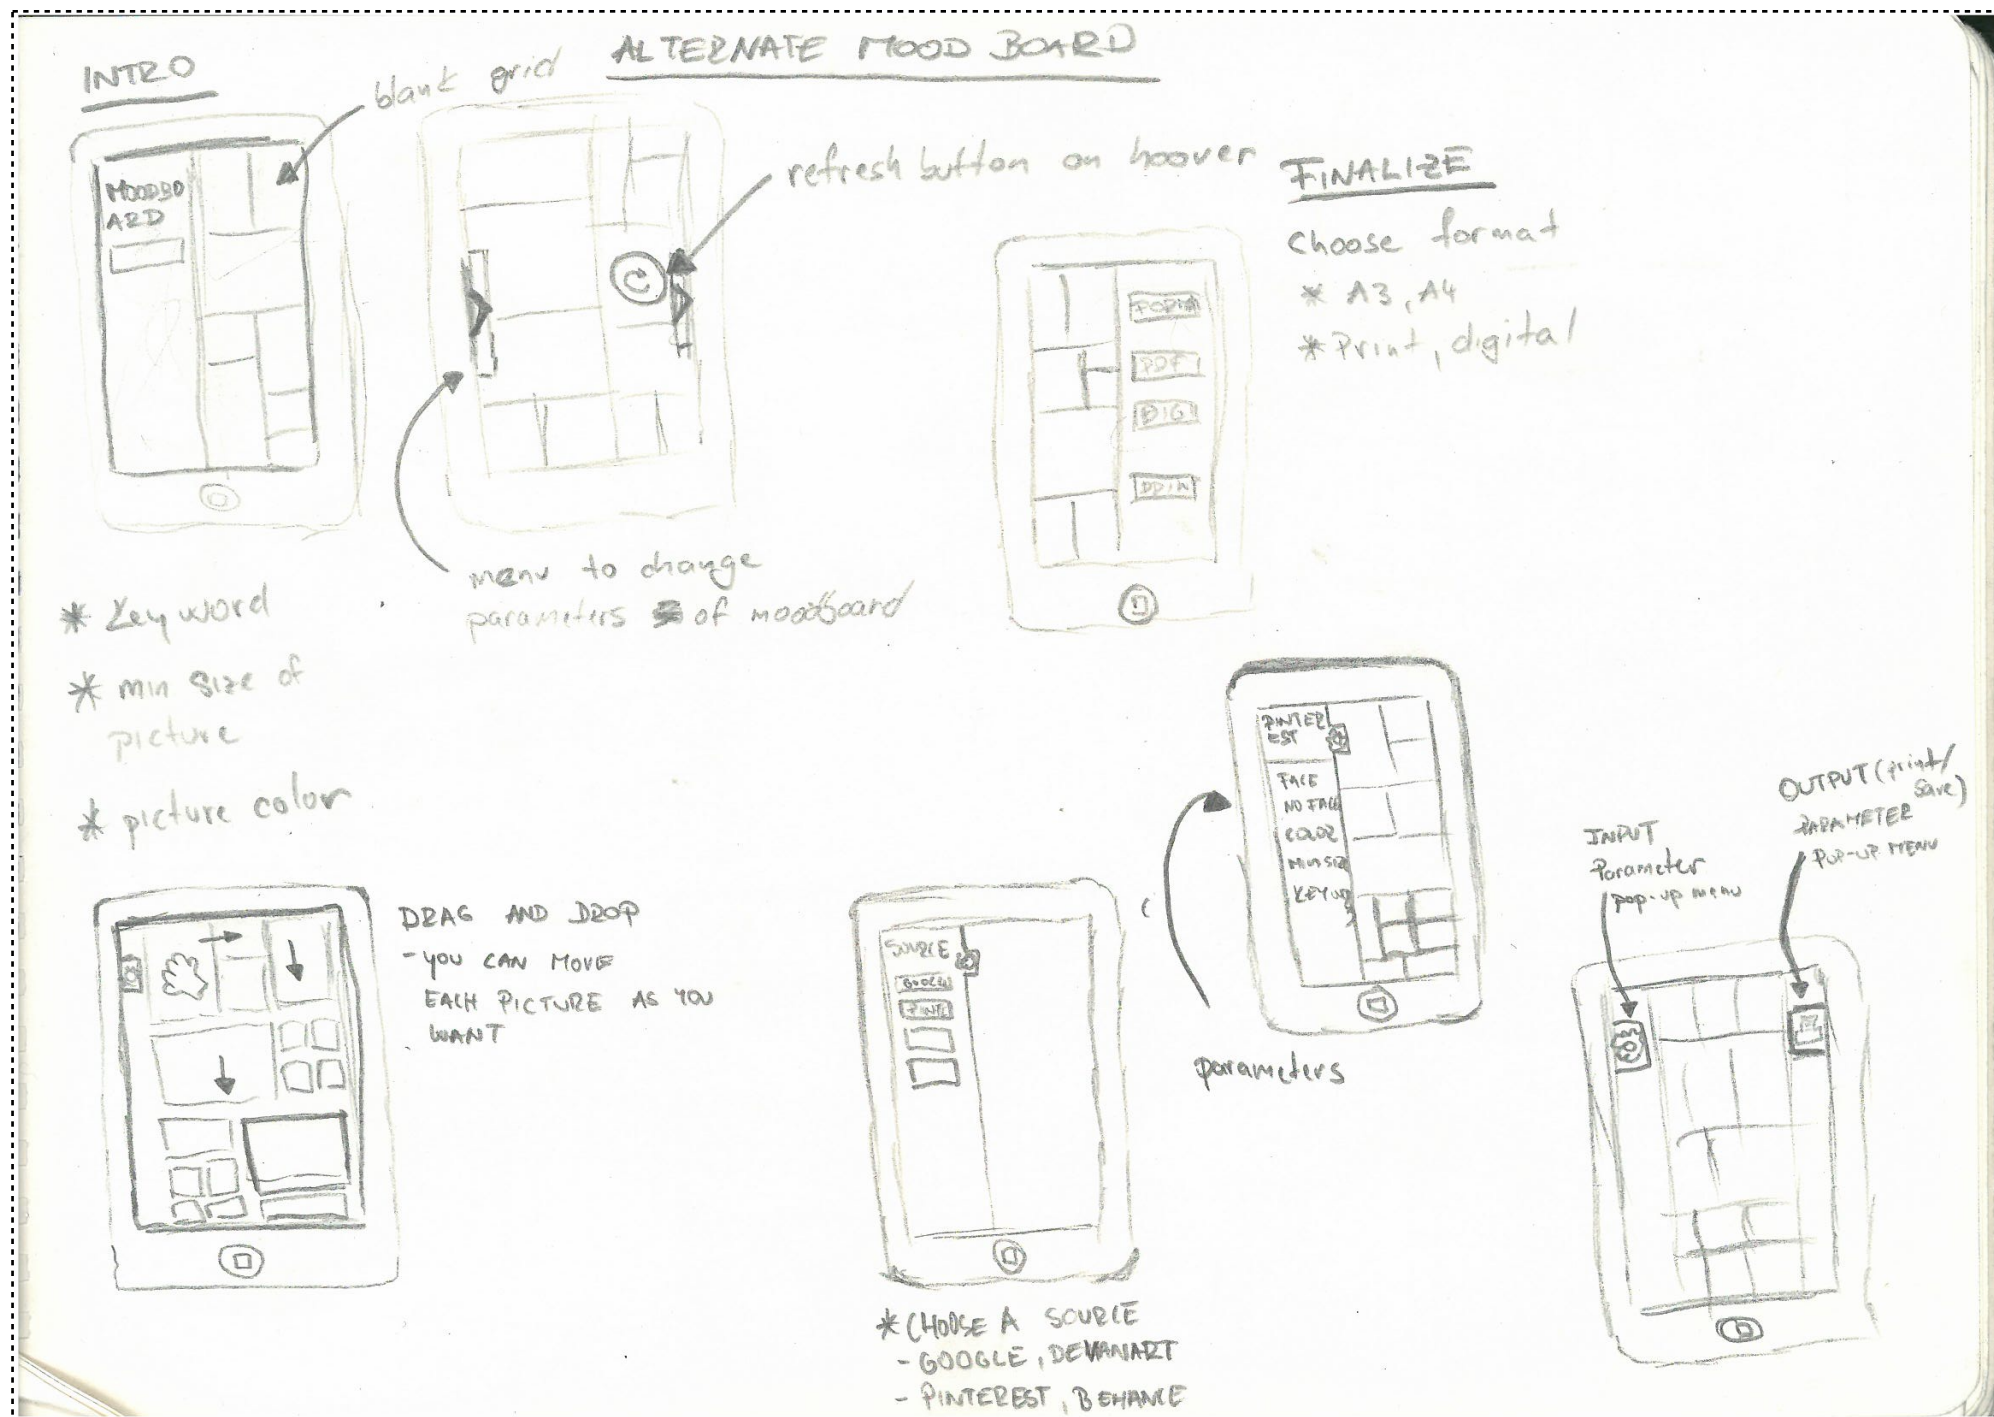 ALTERNATE MOOD BOARD
INTRO
blank grid
MOODBO
ARD
refresh button on hoover
menu to change
parameters of moodboard
FINALIZE
Choose format
* A3, A4
* Print, digital
PDF
* Key word
* min size of
picture
* picture color
DRAG AND DROP
- YOU CAN MOVE
EACH PICTURE AS YOU
WANT
SOURCE
* CHOOSE A SOURCE
- GOOGLE, DEVIANART
- PINTEREST, BEHANCE
PINTER
EST
FACE
NO FACE
COLOR
MIN SIZE
parameters
INPUT
Parameter
pop-up menu
OUTPUT (print/
save)
PARAMETER
POP-UP MENU